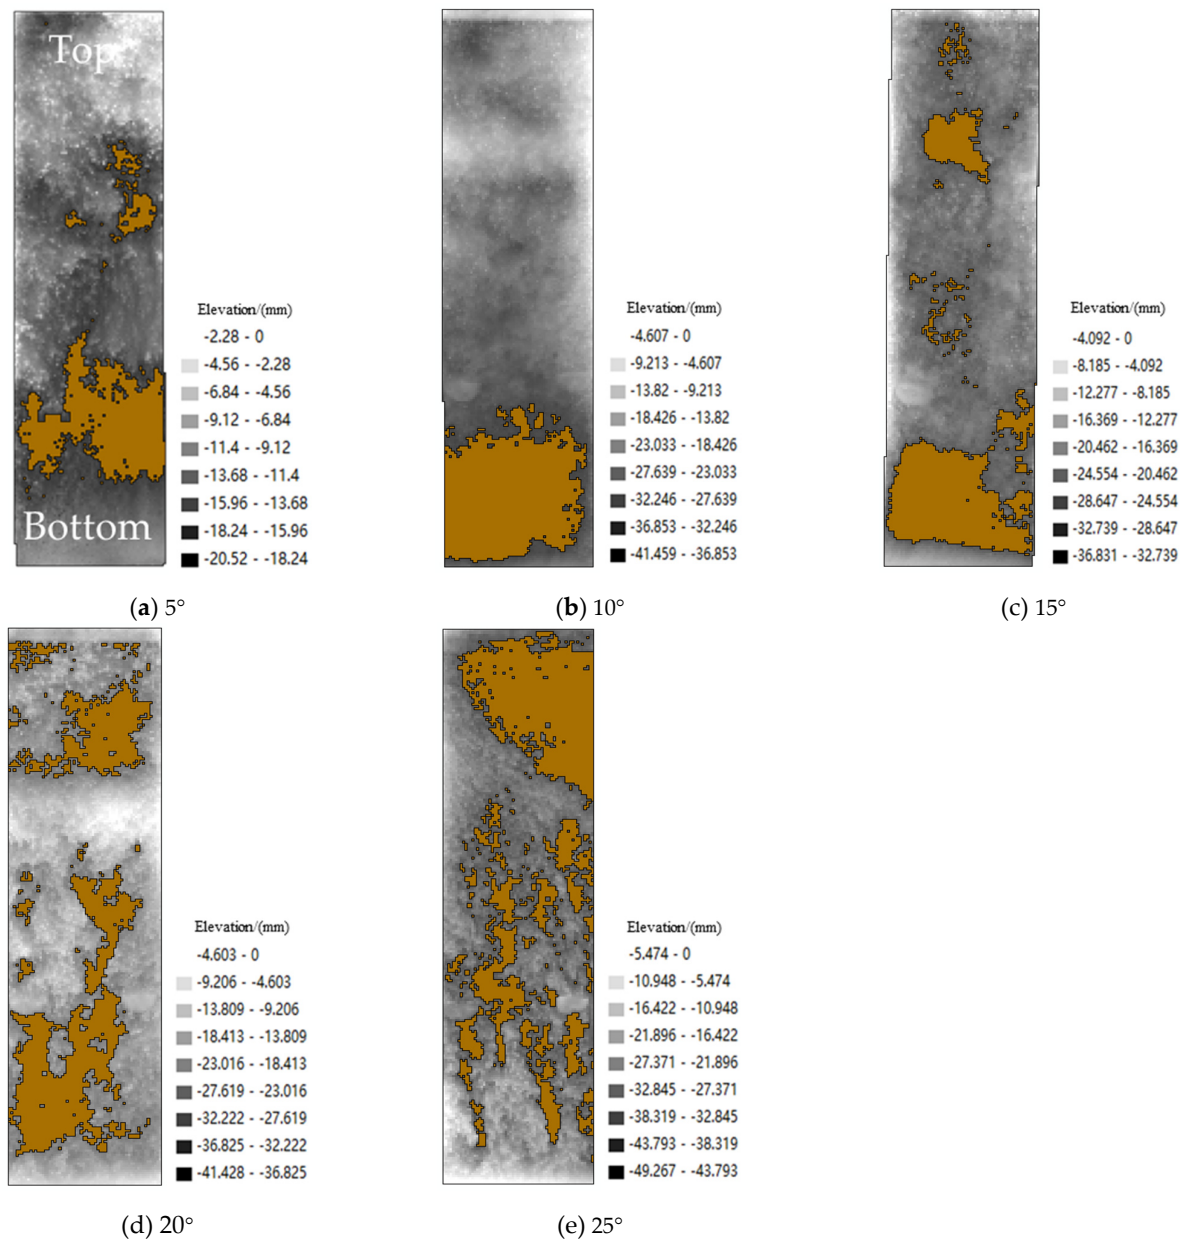 Top
Bottom
Elevation/(mm)
-2.28 - 0
-4.56 - -2.28
-6.84 - -4.56
-9.12 - -6.84
-11.4 - -9.12
-13.68 - -11.4
-15.96 - -13.68
-18.24 - -15.96
-20.52 - -18.24
(a) 5°
Elevation/(mm)
-4.607 - 0
-9.213 - -4.607
-13.82 - -9.213
-18.426 - -13.82
-23.033 - -18.426
-27.639 - -23.033
-32.246 - -27.639
-36.853 - -32.246
-41.459 - -36.853
(b) 10°
Elevation/(mm)
-4.092 - 0
-8.185 - -4.092
-12.277 - -8.185
-16.369 - -12.277
-20.462 - -16.369
-24.554 - -20.462
-28.647 - -24.554
-32.739 - -28.647
-36.831 - -32.739
(c) 15°
Elevation/(mm)
-4.603 - 0
-9.206 - -4.603
-13.809 - -9.206
-18.413 - -13.809
-23.016 - -18.413
-27.619 - -23.016
-32.222 - -27.619
-36.825 - -32.222
-41.428 - -36.825
(d) 20°
Elevation/(mm)
-5.474 - 0
-10.948 - -5.474
-16.422 - -10.948
-21.896 - -16.422
-27.371 - -21.896
-32.845 - -27.371
-38.319 - -32.845
-43.793 - -38.319
-49.267 - -43.793
(e) 25°